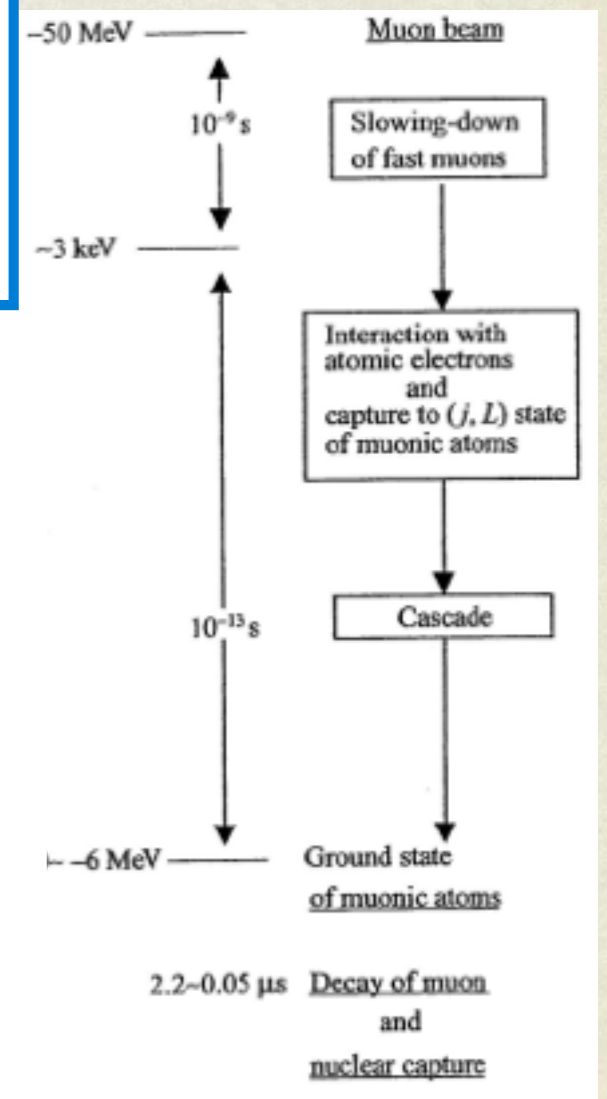 ~50 MeV
Muon beam
10⁻⁹ s
Slowing-down
of fast muons
~3 keV
Interaction with
atomic electrons
and
capture to (j, L) state
of muonic atoms
10⁻¹³ s
Cascade
-6 MeV
Ground state
of muonic atoms
2.2~0.05 μs
Decay of muon
and
nuclear capture